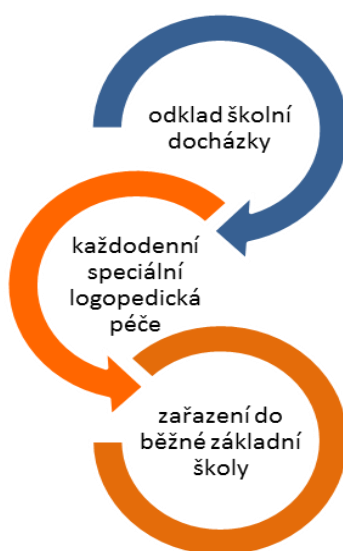 odklad školní
docházky
každodenní
speciální
logopedická
péče
zařazení do
běžné základní
školy